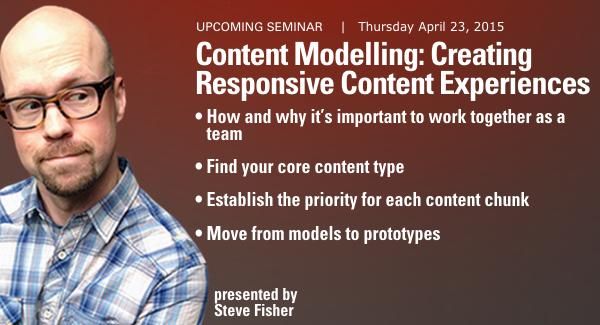 UPCOMING SEMINAR | Thursday April 23, 2015
Content Modelling: Creating
Responsive Content Experiences
• How and why it's important to work together as a
team
• Find your core content type
• Establish the priority for each content chunk
• Move from models to prototypes
presented by
Steve Fisher